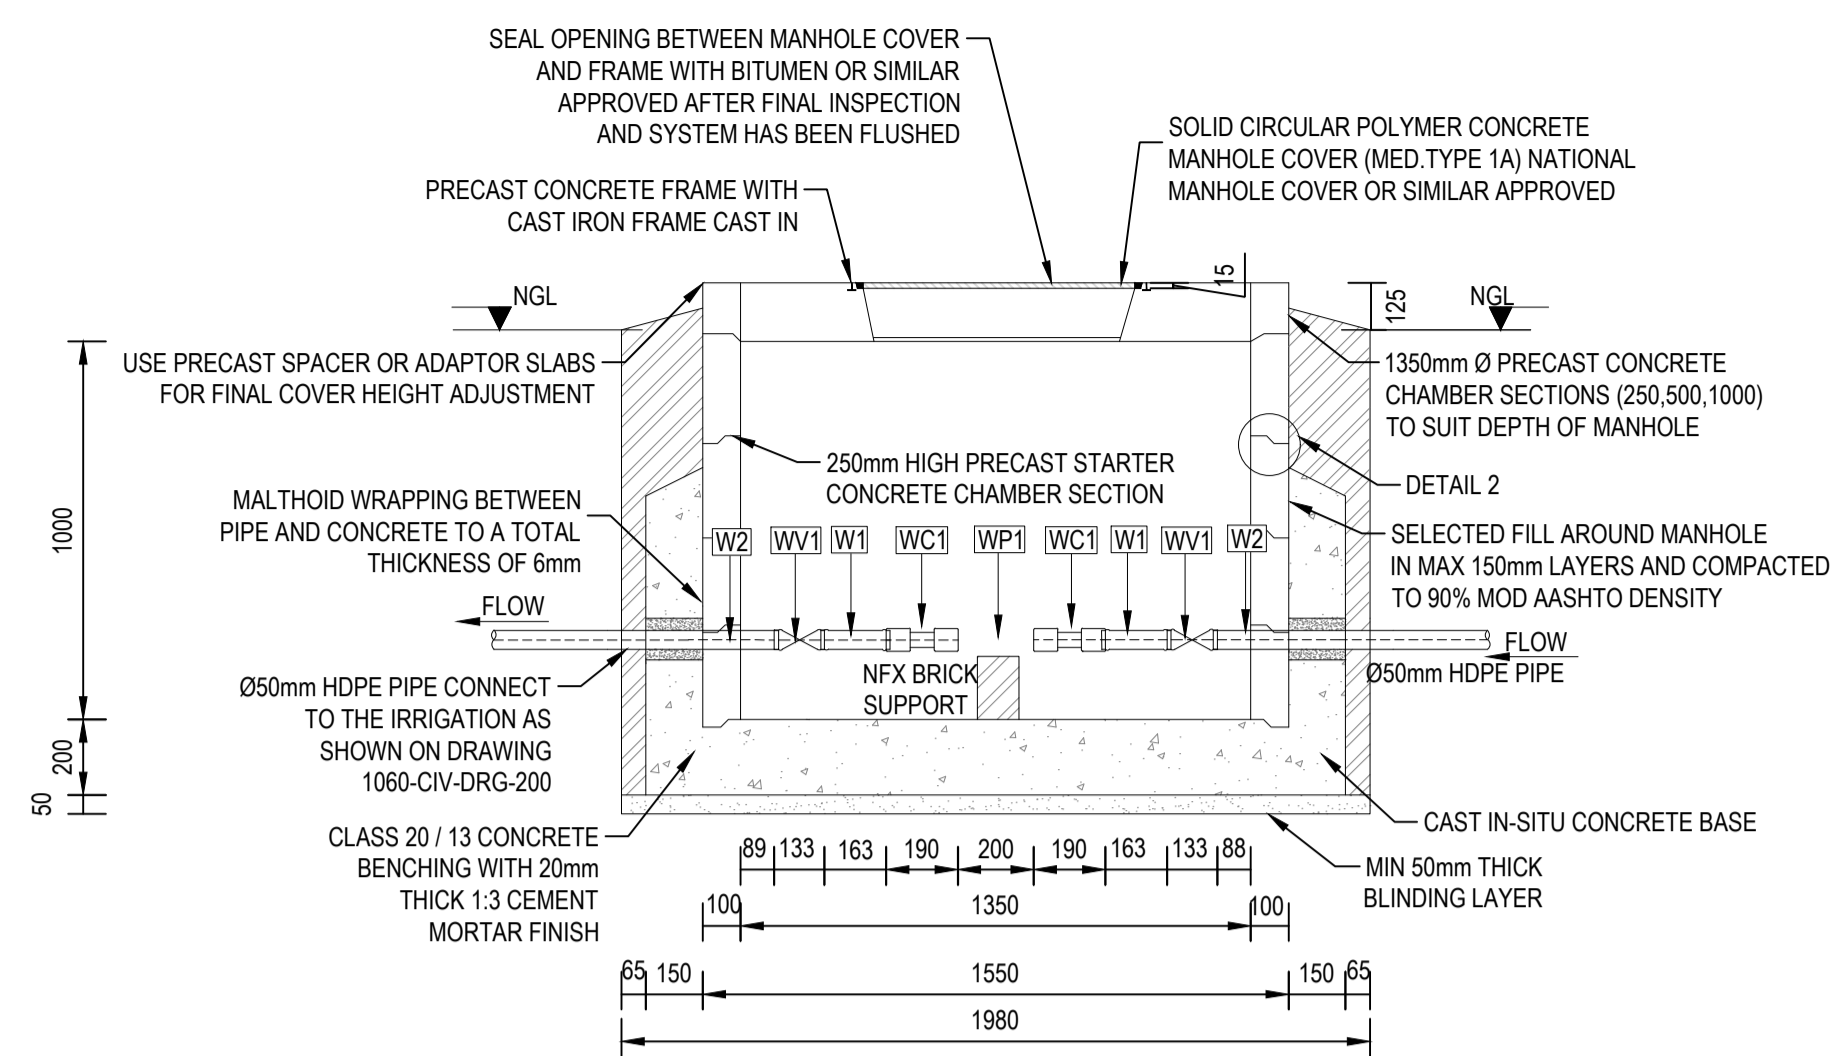 SEAL OPENING BETWEEN MANHOLE COVER
AND FRAME WITH BITUMEN OR SIMILAR
APPROVED AFTER FINAL INSPECTION
AND SYSTEM HAS BEEN FLUSHED
SOLID CIRCULAR POLYMER CONCRETE
MANHOLE COVER (MED.TYPE 1A) NATIONAL
MANHOLE COVER OR SIMILAR APPROVED
PRECAST CONCRETE FRAME WITH
CAST IRON FRAME CAST IN
15
125
NGL
NGL
USE PRECAST SPACER OR ADAPTOR SLABS
FOR FINAL COVER HEIGHT ADJUSTMENT
1350mm Ø PRECAST CONCRETE
CHAMBER SECTIONS (250,500,1000)
TO SUIT DEPTH OF MANHOLE
250mm HIGH PRECAST STARTER
CONCRETE CHAMBER SECTION
DETAIL 2
MALTHOID WRAPPING BETWEEN
PIPE AND CONCRETE TO A TOTAL
THICKNESS OF 6mm
SELECTED FILL AROUND MANHOLE
IN MAX 150mm LAYERS AND COMPACTED
TO 90% MOD AASHTO DENSITY
1000
200
50
W2 WV1 W1 WC1 WP1 WC1 W1 WV1 W2
FLOW
FLOW
Ø50mm HDPE PIPE
NFX BRICK
SUPPORT
Ø50mm HDPE PIPE CONNECT
TO THE IRRIGATION AS
SHOWN ON DRAWING
1060-CIV-DRG-200
CLASS 20 / 13 CONCRETE
BENCHING WITH 20mm
THICK 1:3 CEMENT
MORTAR FINISH
CAST IN-SITU CONCRETE BASE
MIN 50mm THICK
BLINDING LAYER
89 133 163 190 200 190 163 133 88
100 1350 100
65 150 1550 150 65
1980